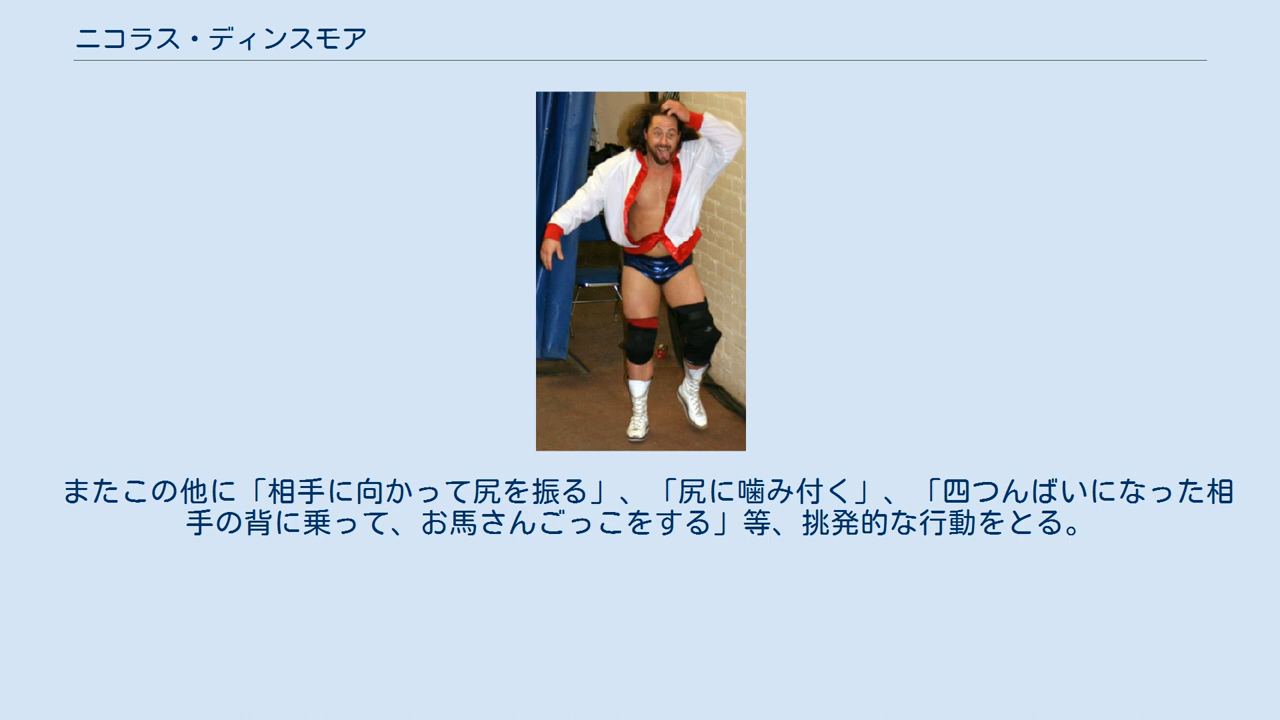 ニコラス・ディンスモア
またこの他に「相手に向かって尻を振る」、「尻に噛み付く」、「四つんばいになった相
手の背に乗って、お馬さんごっこをする」等、挑発的な行動をとる。